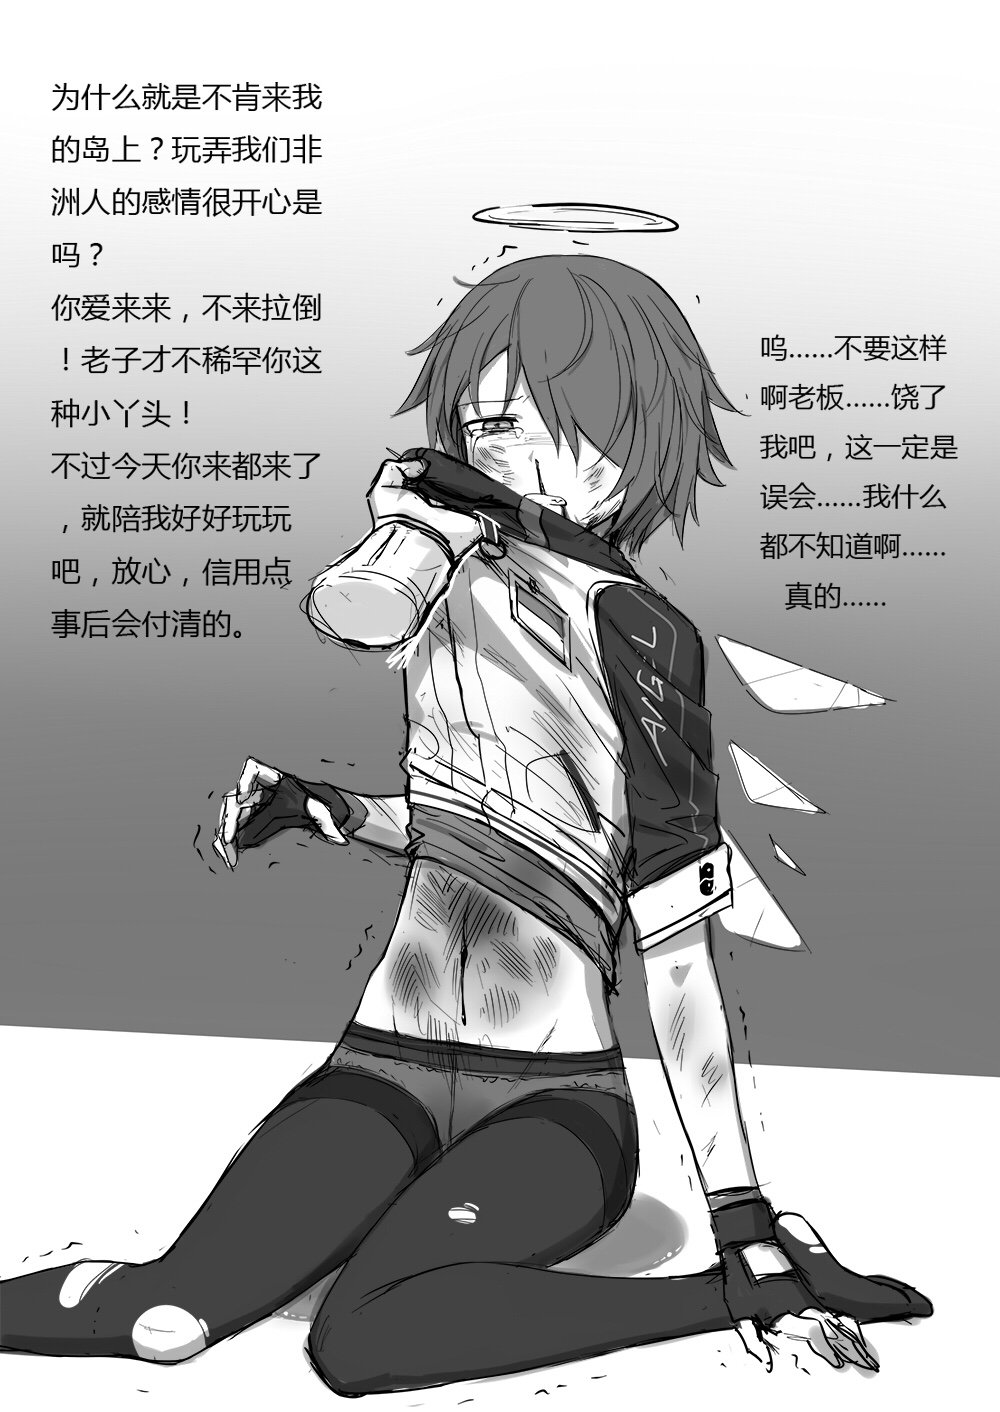 为什么就是不肯来我
的岛上？玩弄我们非
洲人的感情很开心是
吗？
你爱来来，不来拉倒
！老子才不稀罕你这
种小丫头！
不过今天你来都来了
，就陪我好好玩玩
吧，放心，信用点
事后会付清的。
呜……不要这样
啊老板……饶了
我吧，这一定是
误会……我什么
都不知道啊……
真的……